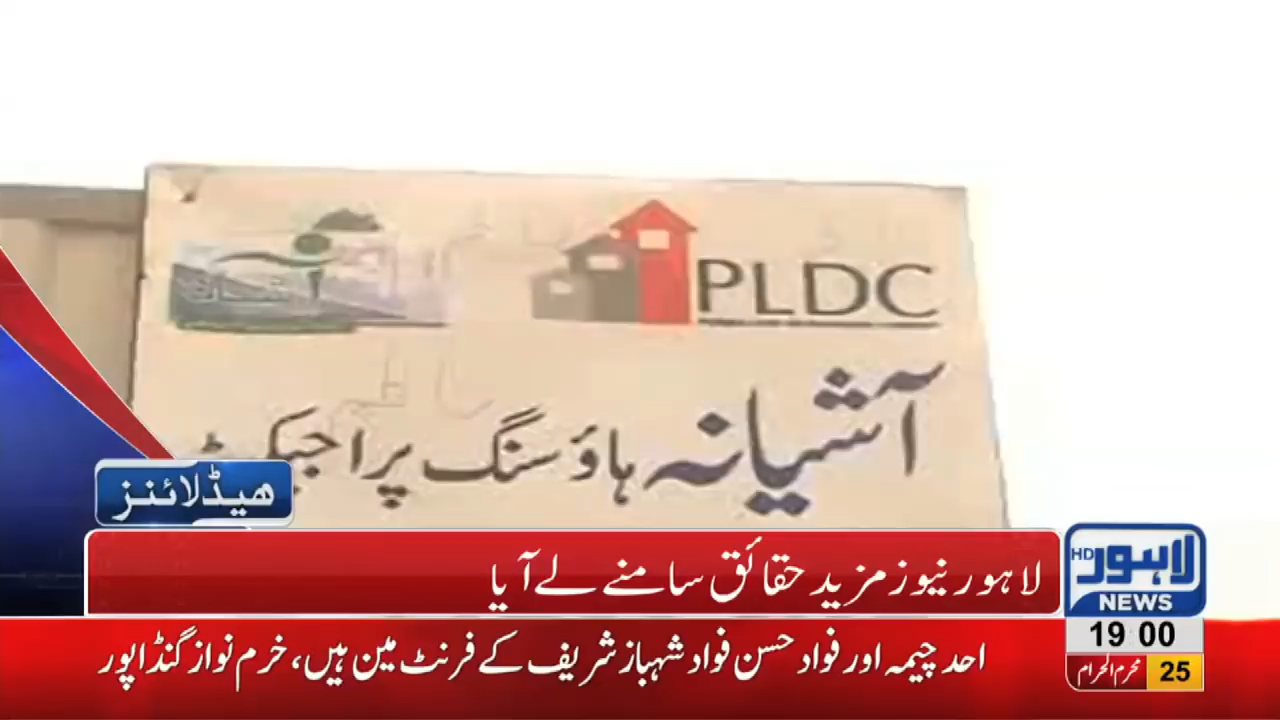 PLDC
آشیانہ ہاؤسنگ پراجیکٹ
ہیڈلائنز
لاہور نیوز مزید حقائق سامنے لے آیا
HD لاہور
NEWS
19 00
احد چیمہ اور فواد حسن فواد شہباز شریف کے فرنٹ مین ہیں، خرم نواز گنڈاپور
25 محرم الحرام